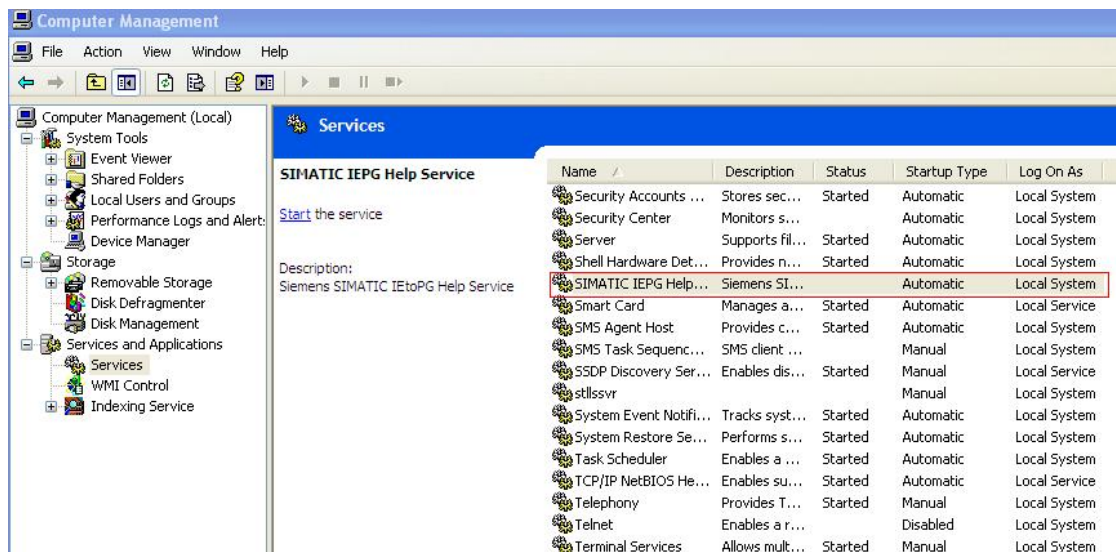 Computer Management
File Action View Window Help
Computer Management (Local)
System Tools
Event Viewer
Shared Folders
Local Users and Groups
Performance Logs and Alert:
Device Manager
Storage
Removable Storage
Disk Defragmenter
Disk Management
Services and Applications
Services
WMI Control
Indexing Service
Services
SIMATIC IEPG Help Service
Start the service
Description:
Siemens SIMATIC IEtoPG Help Service
Name Description Status Startup Type Log On As
Security Accounts ... Stores sec... Started Automatic Local System
Security Center Monitors s... Automatic Local System
Server Supports fil... Started Automatic Local System
Shell Hardware Det... Provides n... Started Automatic Local System
SIMATIC IEPG Help... Siemens SI... Automatic Local System
Smart Card Manages a... Started Automatic Local Service
SMS Agent Host Provides c... Started Automatic Local System
SMS Task Sequenc... SMS client ... Manual Local System
SSDP Discovery Ser... Enables dis... Started Manual Local Service
stllssvr Manual Local System
System Event Notifi... Tracks syst... Started Automatic Local System
System Restore Se... Performs s... Started Automatic Local System
Task Scheduler Enables a ... Started Automatic Local System
TCP/IP NetBIOS He... Enables su... Started Automatic Local Service
Telephony Provides T... Started Manual Local System
Telnet Enables a r... Disabled Local System
Terminal Services Allows mult... Started Manual Local System